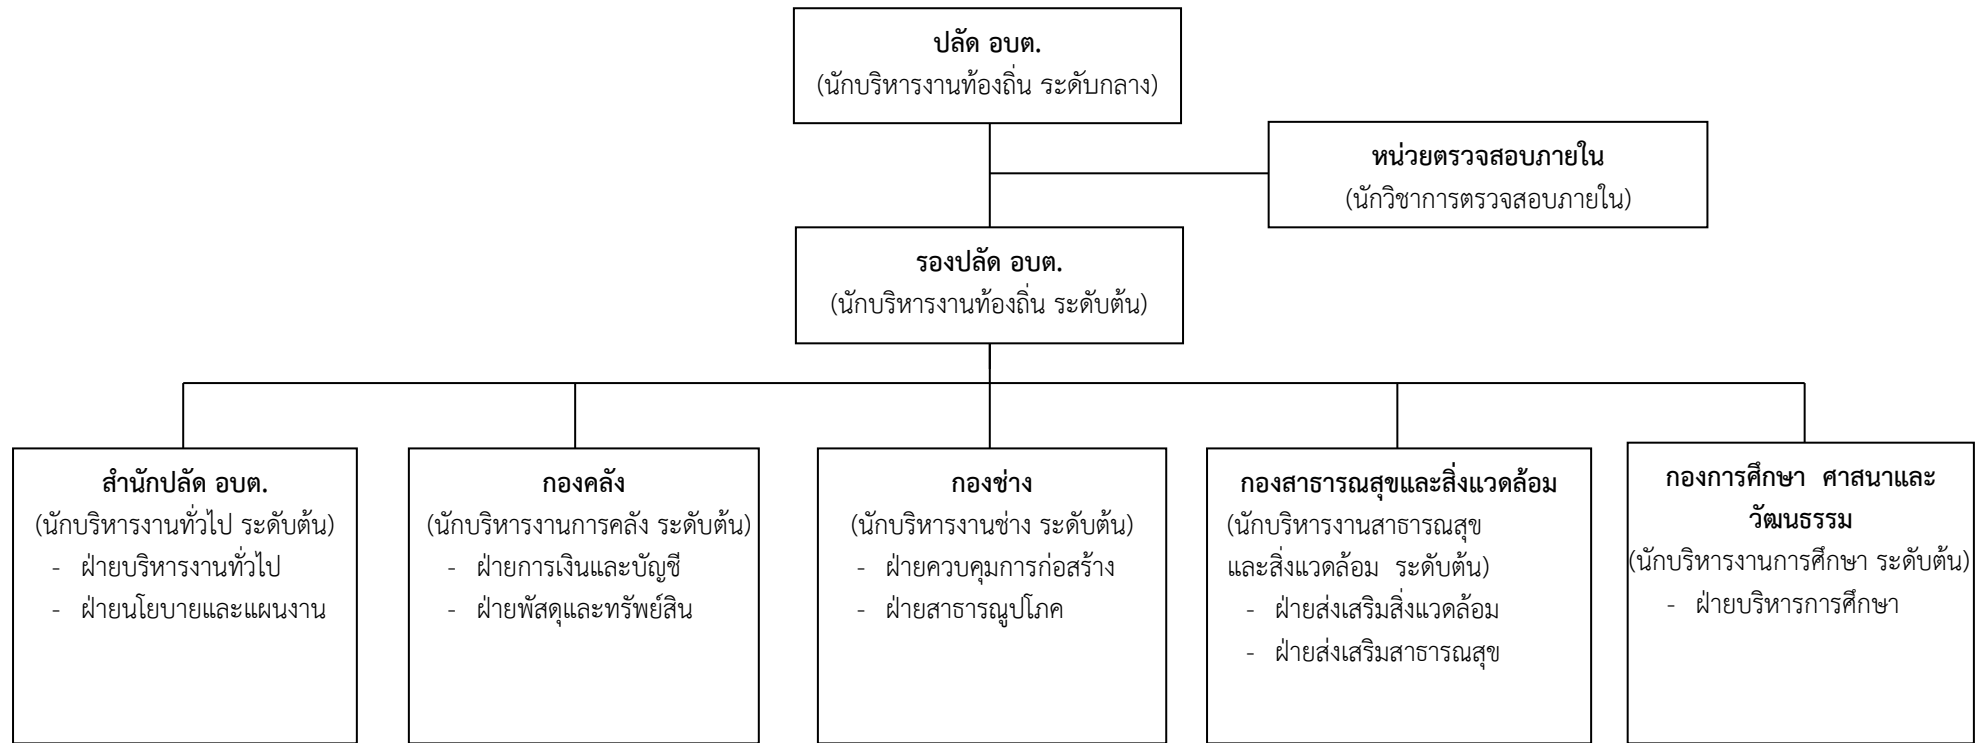 ปลัด อบต.
(นักบริหารงานท้องถิ่น ระดับกลาง)
หน่วยตรวจสอบภายใน
(นักวิชาการตรวจสอบภายใน)
รองปลัด อบต.
(นักบริหารงานท้องถิ่น ระดับต้น)
สำนักปลัด อบต.
(นักบริหารงานทั่วไป ระดับต้น)
- ฝ่ายบริหารงานทั่วไป
- ฝ่ายนโยบายและแผนงาน
กองคลัง
(นักบริหารงานการคลัง ระดับต้น)
- ฝ่ายการเงินและบัญชี
- ฝ่ายพัสดุและทรัพย์สิน
กองช่าง
(นักบริหารงานช่าง ระดับต้น)
- ฝ่ายควบคุมการก่อสร้าง
- ฝ่ายสาธารณูปโภค
กองสาธารณสุขและสิ่งแวดล้อม
(นักบริหารงานสาธารณสุข
และสิ่งแวดล้อม ระดับต้น)
- ฝ่ายส่งเสริมสิ่งแวดล้อม
- ฝ่ายส่งเสริมสาธารณสุข
กองการศึกษา ศาสนาและ
วัฒนธรรม
(นักบริหารงานการศึกษา ระดับต้น)
- ฝ่ายบริหารการศึกษา